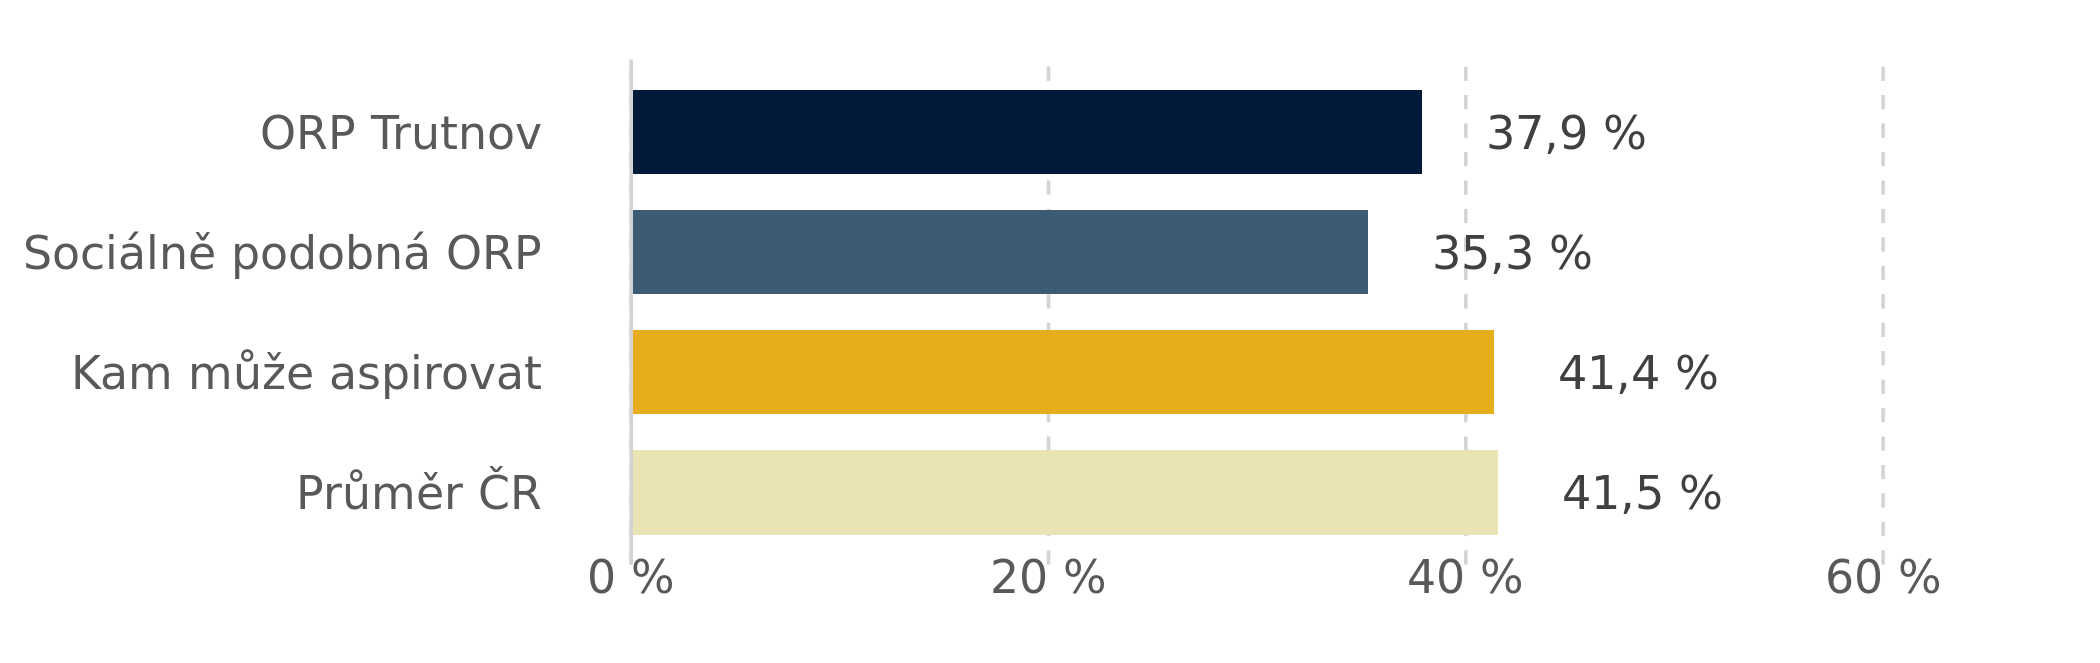 ORP Trutnov 37,9 %
Sociálně podobná ORP 35,3 %
Kam může aspirovat 41,4 %
Průměr ČR 41,5 %
0 % 20 % 40 % 60 %